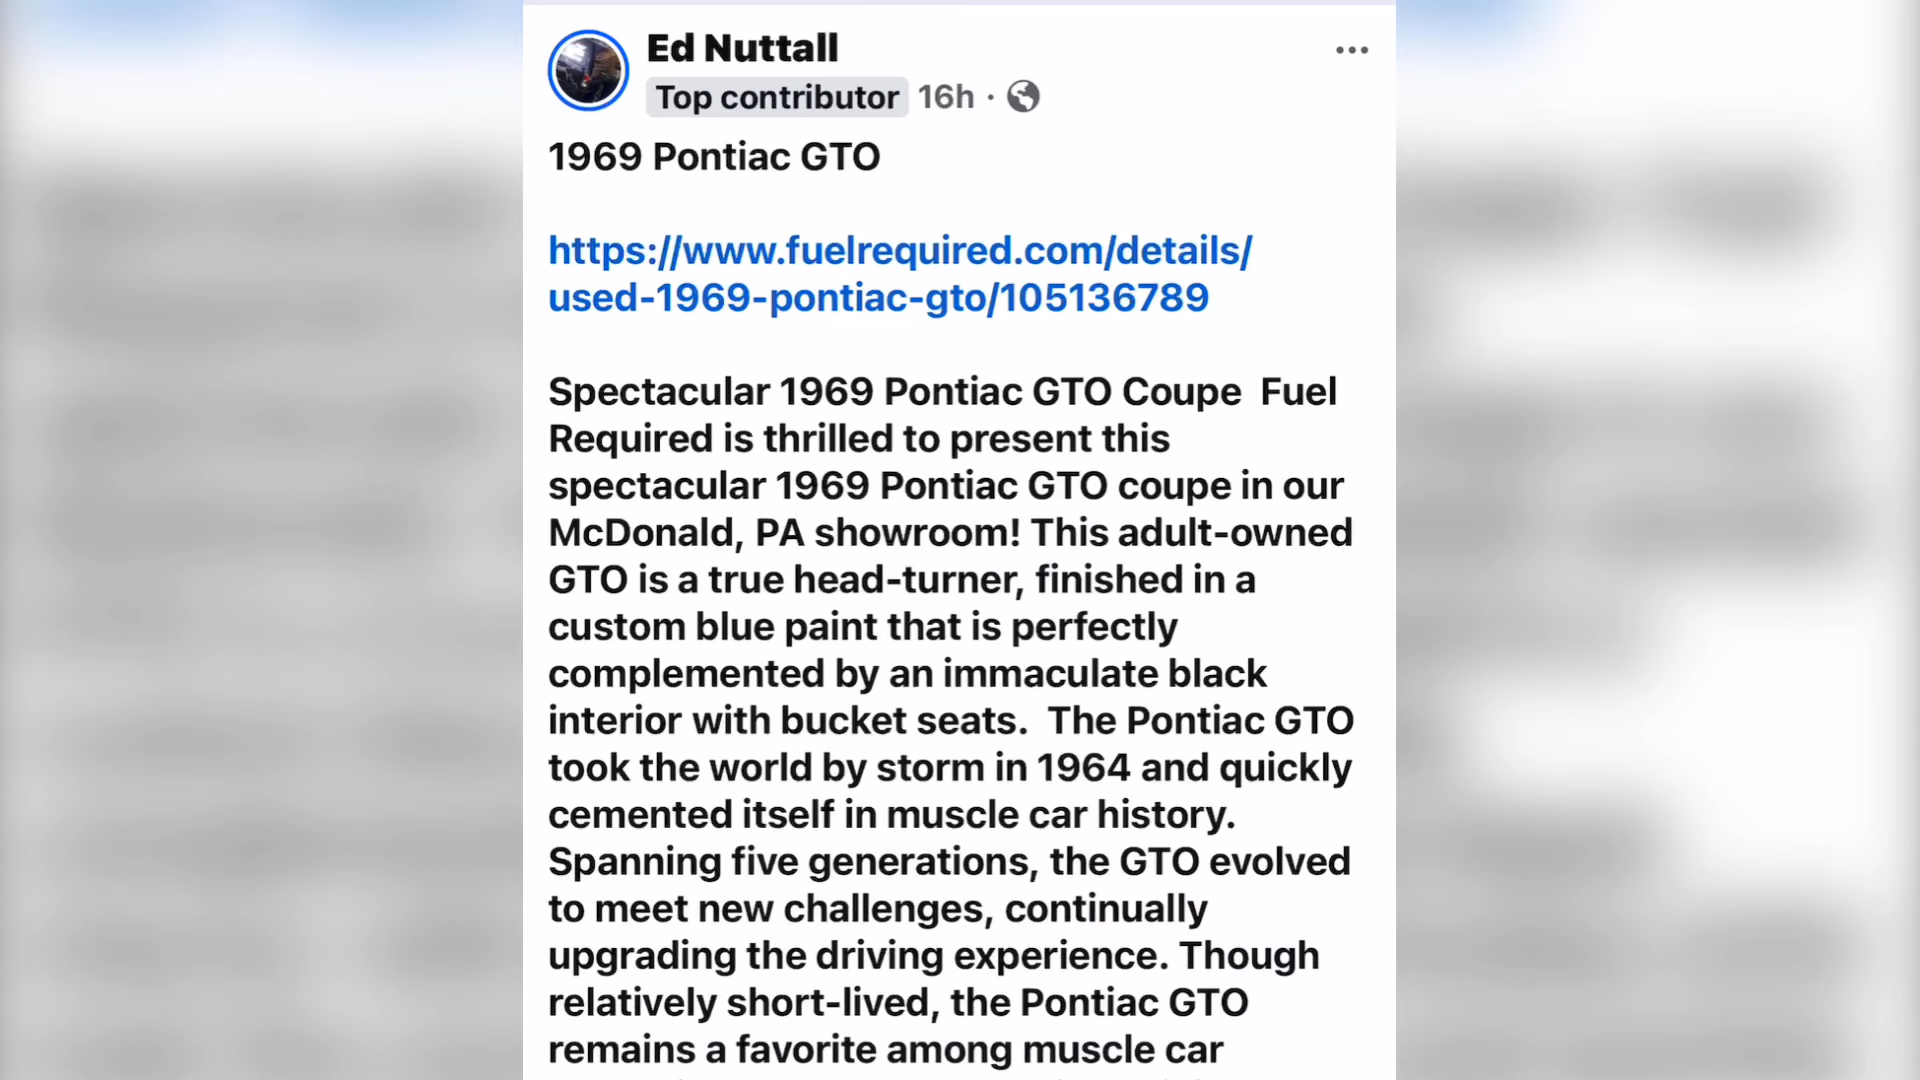 Ed Nuttall
Top contributor 16h ·
1969 Pontiac GTO
https://www.fuelrequired.com/details/
used-1969-pontiac-gto/105136789
Spectacular 1969 Pontiac GTO Coupe  Fuel
Required is thrilled to present this
spectacular 1969 Pontiac GTO coupe in our
McDonald, PA showroom! This adult-owned
GTO is a true head-turner, finished in a
custom blue paint that is perfectly
complemented by an immaculate black
interior with bucket seats.  The Pontiac GTO
took the world by storm in 1964 and quickly
cemented itself in muscle car history.
Spanning five generations, the GTO evolved
to meet new challenges, continually
upgrading the driving experience. Though
relatively short-lived, the Pontiac GTO
remains a favorite among muscle car